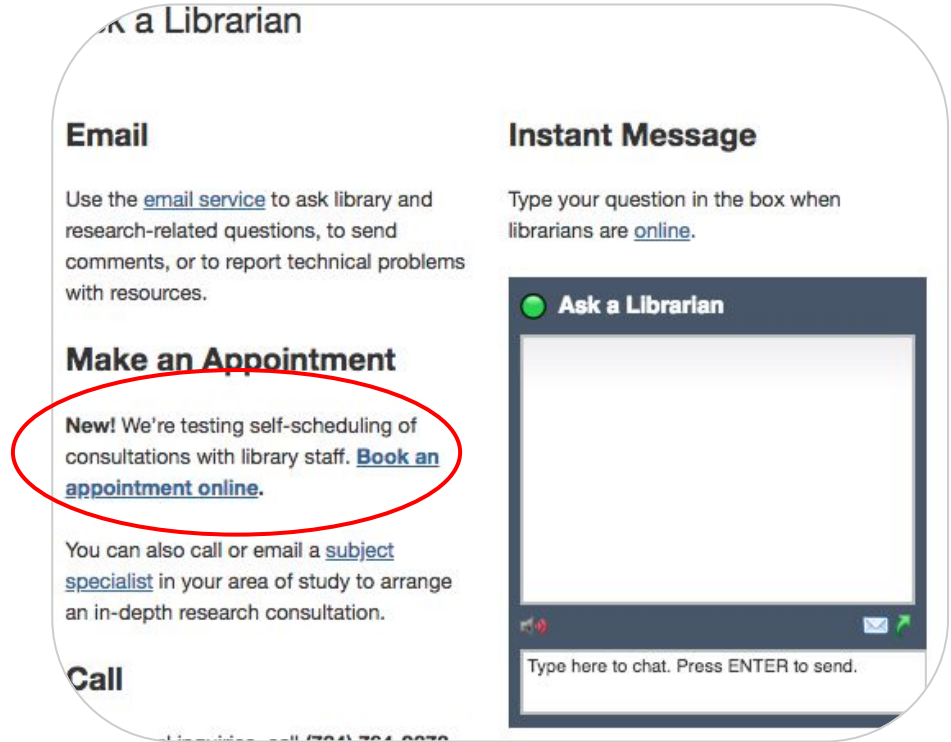 a Librarian
Email
Use the email service to ask library and
research-related questions, to send
comments, or to report technical problems
with resources.
Make an Appointment
New! We're testing self-scheduling of
consultations with library staff. Book an
appointment online.
You can also call or email a subject
specialist in your area of study to arrange
an in-depth research consultation.
Call
Instant Message
Type your question in the box when
librarians are online.
Ask a Librarian
Type here to chat. Press ENTER to send.